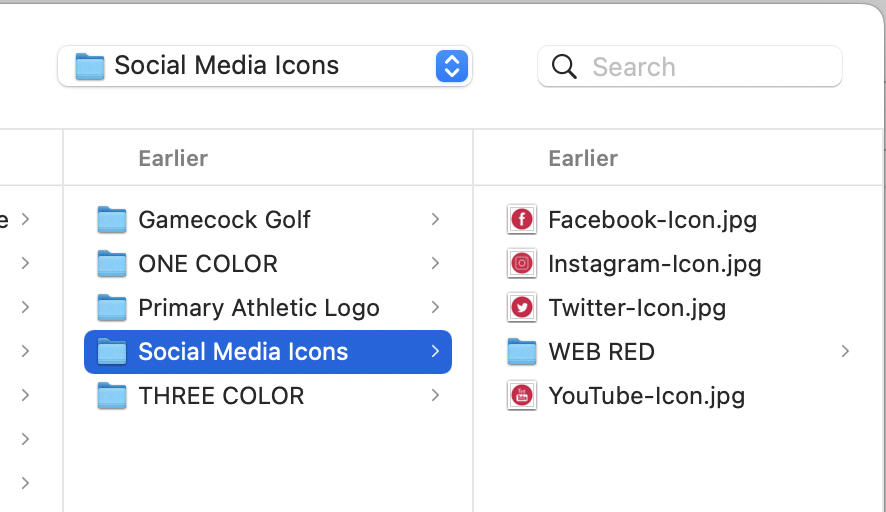 Social Media Icons
Search
Earlier
Earlier
e
Gamecock Golf
ONE COLOR
Primary Athletic Logo
Social Media Icons
THREE COLOR
Facebook-Icon.jpg
Instagram-Icon.jpg
Twitter-Icon.jpg
WEB RED
YouTube-Icon.jpg